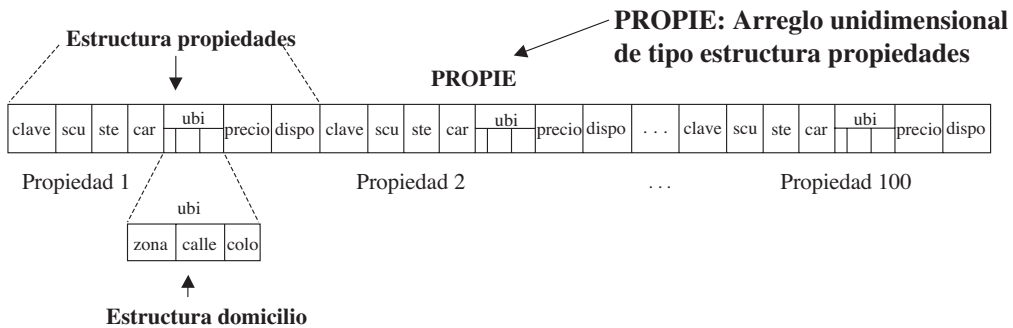 PROPIE: Arreglo unidimensional
de tipo estructura propiedades
Estructura propiedades
PROPIE
clave scu ste car ubi precio dispo clave scu ste car ubi precio dispo . . . clave scu ste car ubi precio dispo
Propiedad 1 Propiedad 2 . . . Propiedad 100
ubi
zona calle colo
Estructura domicilio